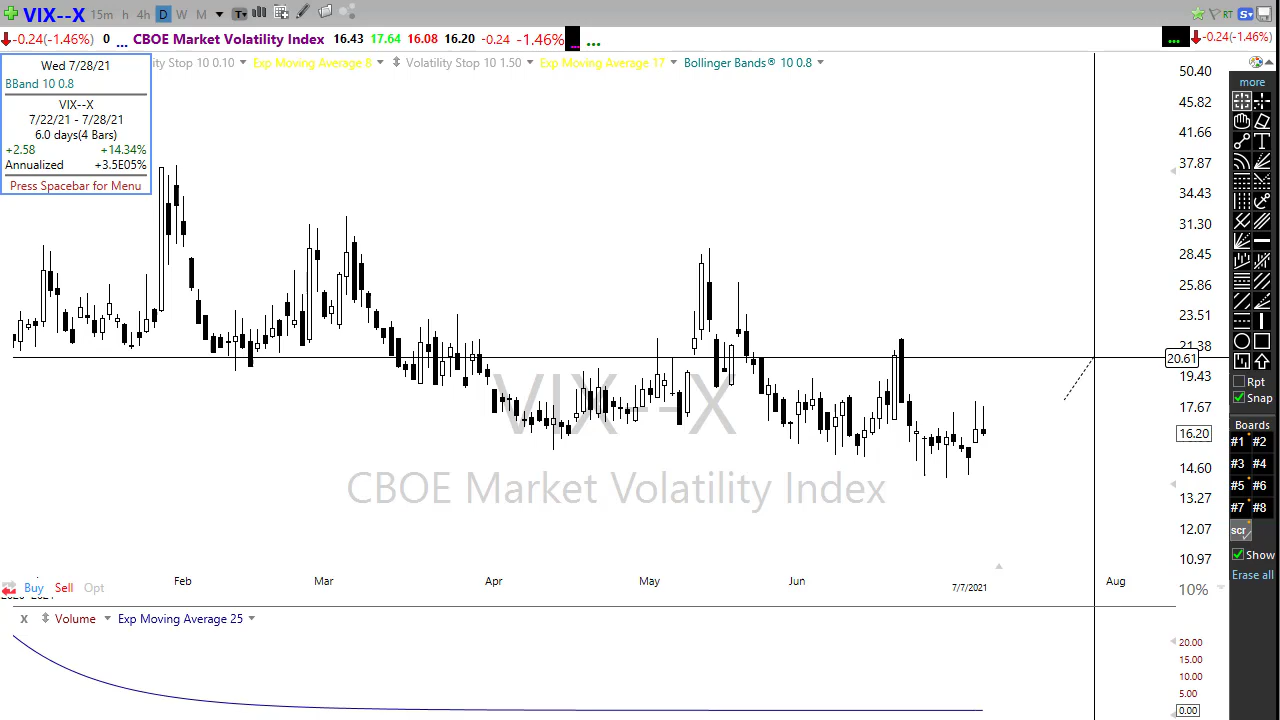 VIX--X 15m h 4h D W M T RT S
-0.24(-1.46%) 0 ... CBOE Market Volatility Index 16.43 17.64 16.08 16.20 -0.24 -1.46% ... ... ... -0.24(-1.46%)
Wed 7/28/21
BBand 10 0.8
VIX--X
7/22/21 - 7/28/21
6.0 days(4 Bars)
+2.58 +14.34%
Annualized +3.5E05%
Press Spacebar for Menu
ity Stop 10 0.10 Exp Moving Average 8 Volatility Stop 10 1.50 Exp Moving Average 17 Bollinger Bands® 10 0.8
50.40
45.82
41.66
37.87
34.43
31.30
28.45
25.86
23.51
21.38
20.61
19.43
17.67
16.20
14.60
13.27
12.07
10.97
10%
VIX--X
CBOE Market Volatility Index
more
T
Rpt
Snap
Boards
#1 #2
#3 #4
#5 #6
#7 #8
scr
Show
Erase all
Feb Mar Apr May Jun 7/7/2021 Aug
Buy Sell Opt
X Volume Exp Moving Average 25
20.00
15.00
10.00
5.00
0.00